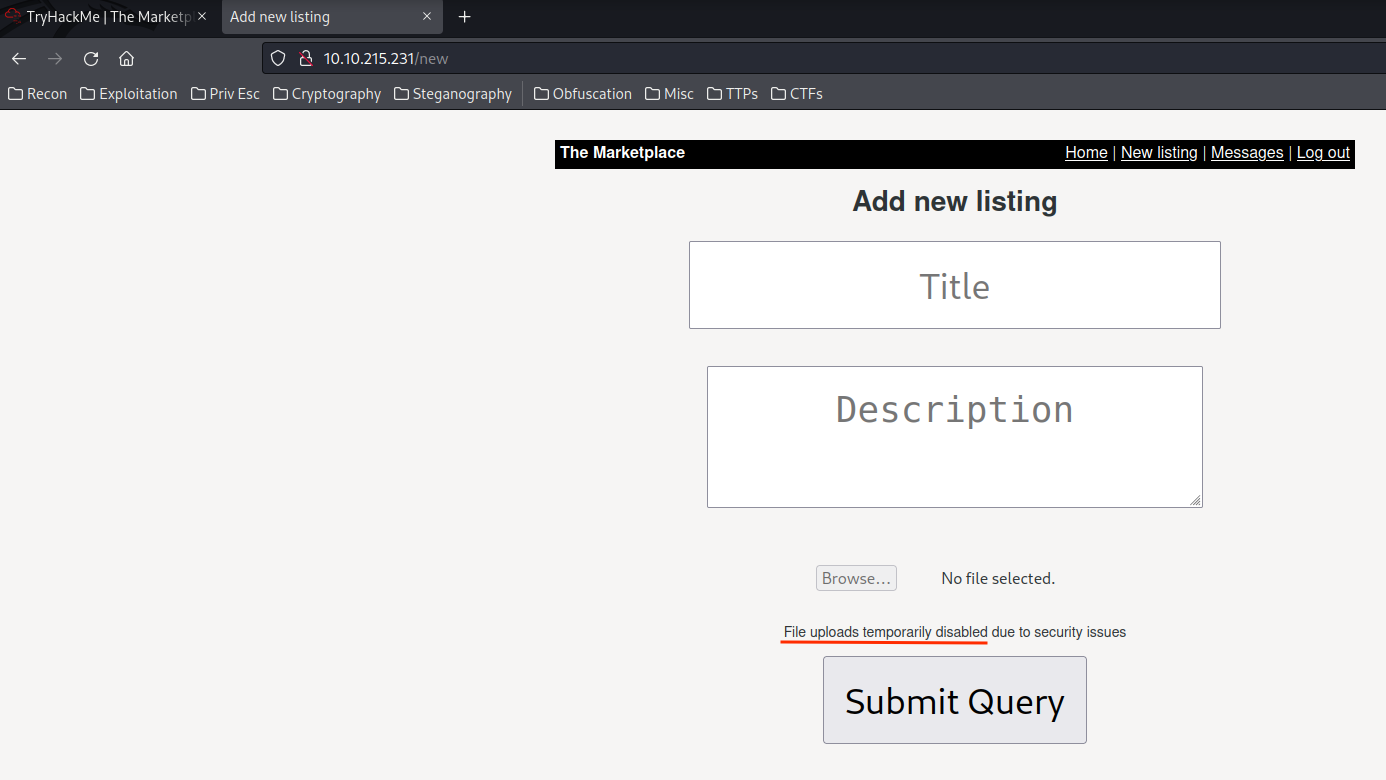 TryHackMe | The Marketpl
Add new listing
10.10.215.231/new
Recon Exploitation Priv Esc Cryptography Steganography Obfuscation Misc TTPs CTFs
The Marketplace Home | New listing | Messages | Log out
Add new listing
Title
Description
Browse... No file selected.
File uploads temporarily disabled due to security issues
Submit Query